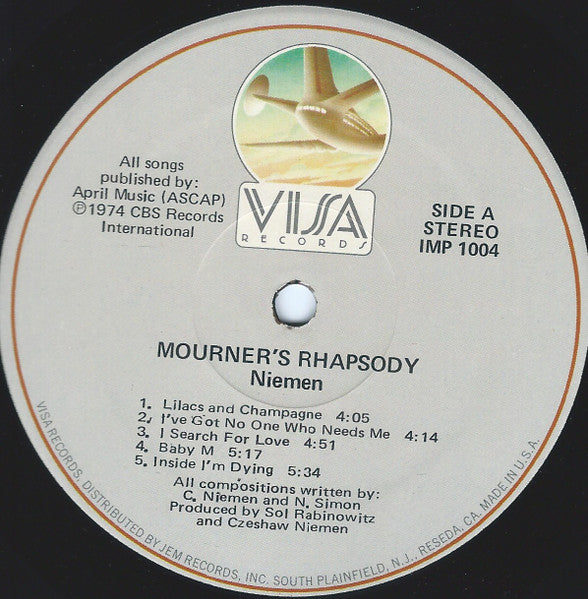 VISA
RECORDS
All songs
published by:
April Music (ASCAP)
Ⓟ1974 CBS Records
International
SIDE A
STEREO
IMP 1004
MOURNER'S RHAPSODY
Niemen
1. Lilacs and Champagne 4:05
2. I've Got No One Who Needs Me 4:14
3. I Search For Love 4:51
4. Baby M 5:17
5. Inside I'm Dying 5:34
All compositions written by:
C. Niemen and N. Simon
Produced by Sol Rabinowitz
and Czeshaw Niemen
VISA RECORDS, DISTRIBUTED BY JEM RECORDS, INC. SOUTH PLAINFIELD, N.J., RESEDA, CA. MADE IN U.S.A.